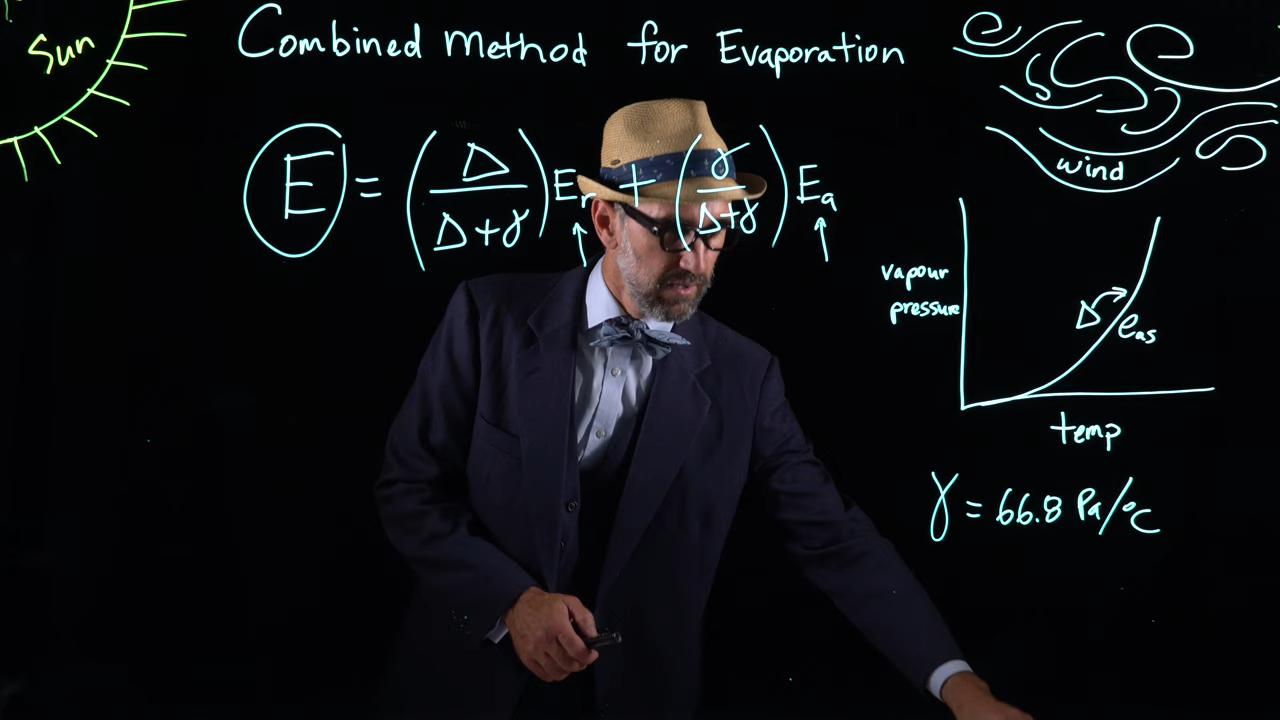 Sun
Combined Method for Evaporation
wind
E = (Δ / Δ+γ) Er + (γ / Δ+γ) Ea
vapour
pressure
Δ
eas
temp
γ = 66.8 Pa/°C